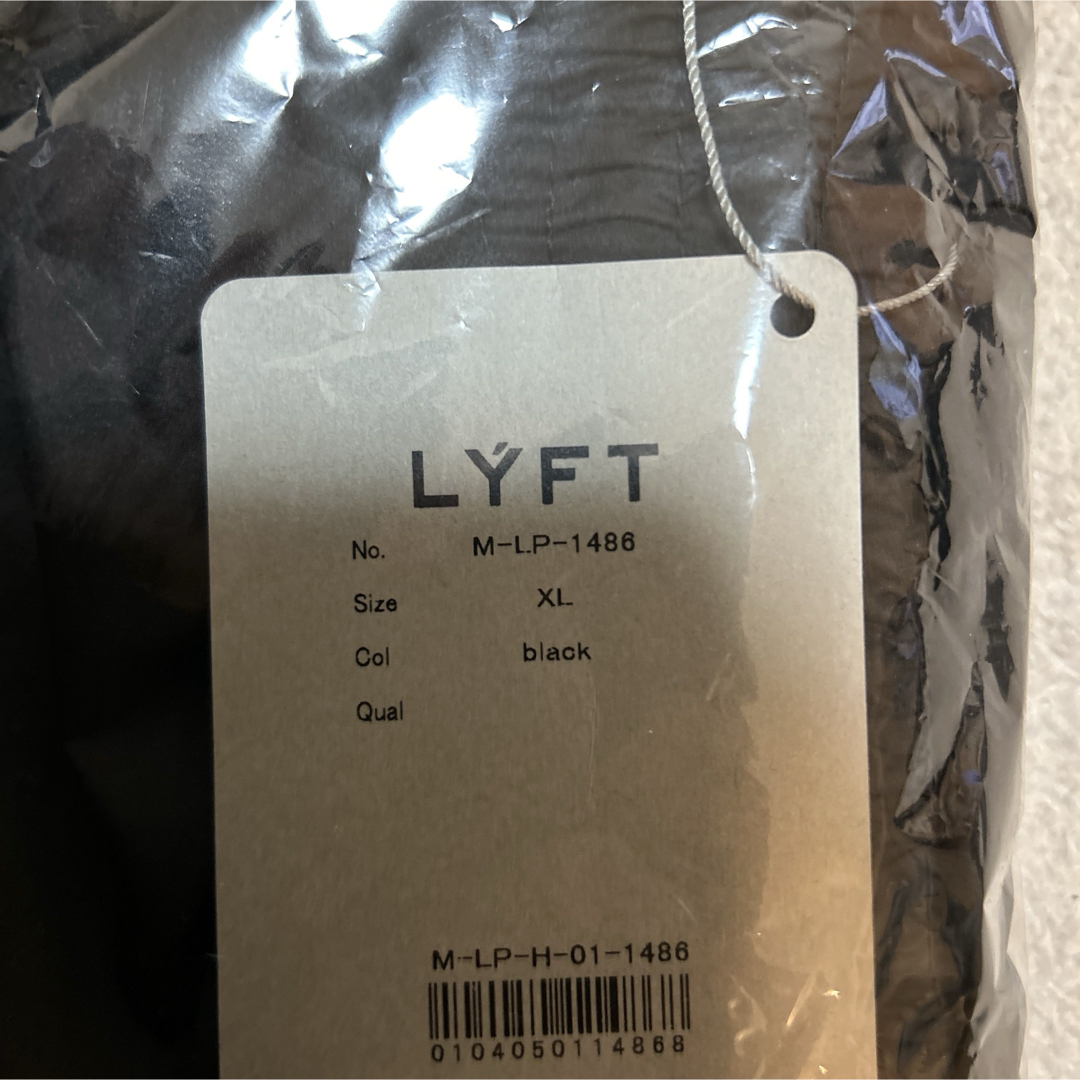 LÝFT
No. M-LP-1486
Size XL
Col black
Qual
M-LP-H-01-1486
0104050114868